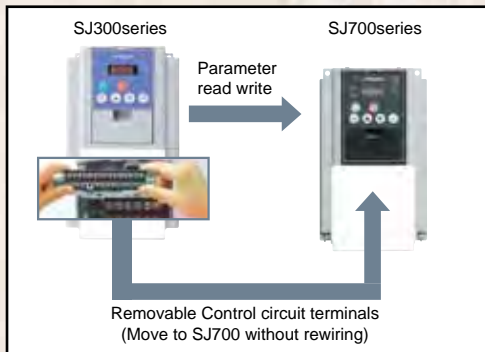 SJ300series
SJ700series
Parameter
read write
Removable Control circuit terminals
(Move to SJ700 without rewiring)